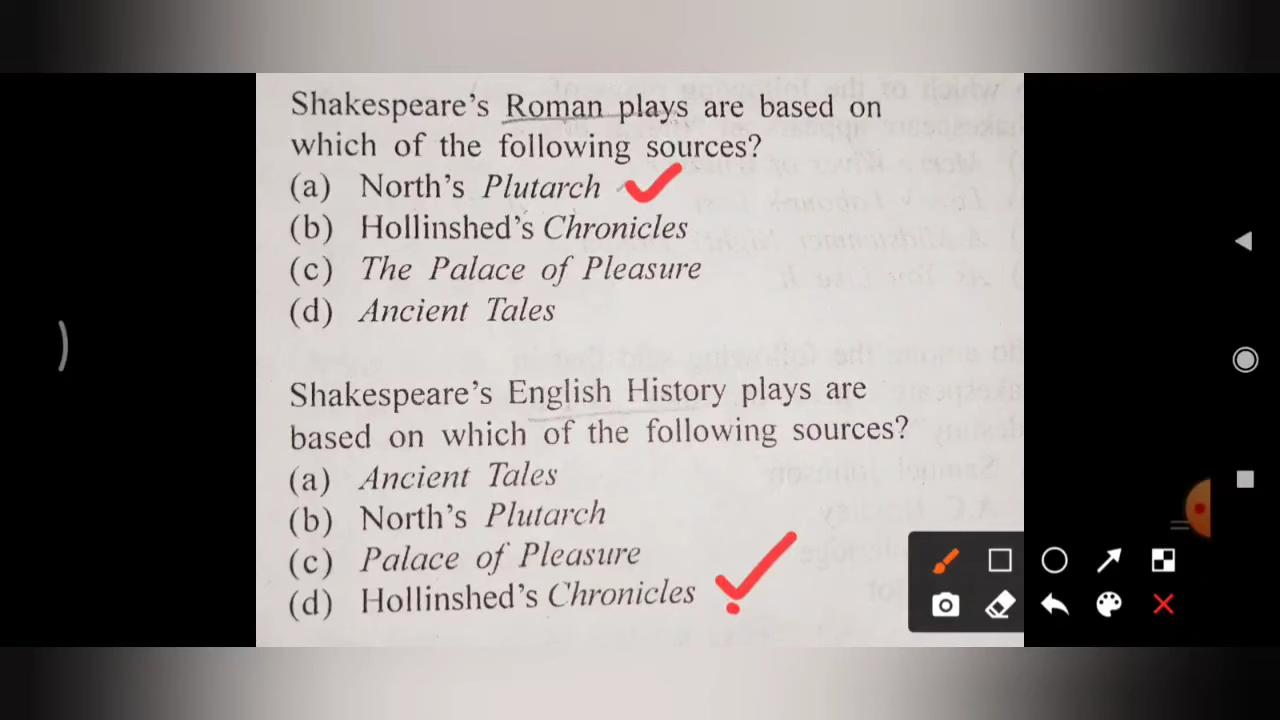 Shakespeare's Roman plays are based on
which of the following sources?
(a) North's Plutarch
(b) Hollinshed's Chronicles
(c) The Palace of Pleasure
(d) Ancient Tales
Shakespeare's English History plays are
based on which of the following sources?
(a) Ancient Tales
(b) North's Plutarch
(c) Palace of Pleasure
(d) Hollinshed's Chronicles